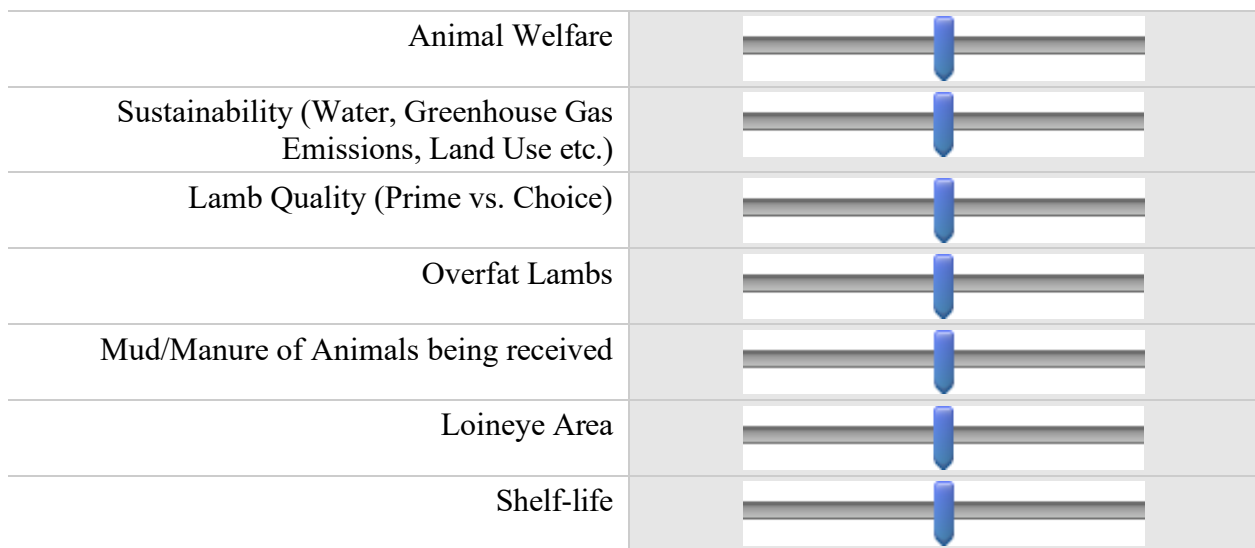 Animal Welfare
Sustainability (Water, Greenhouse Gas
Emissions, Land Use etc.)
Lamb Quality (Prime vs. Choice)
Overfat Lambs
Mud/Manure of Animals being received
Loineye Area
Shelf-life